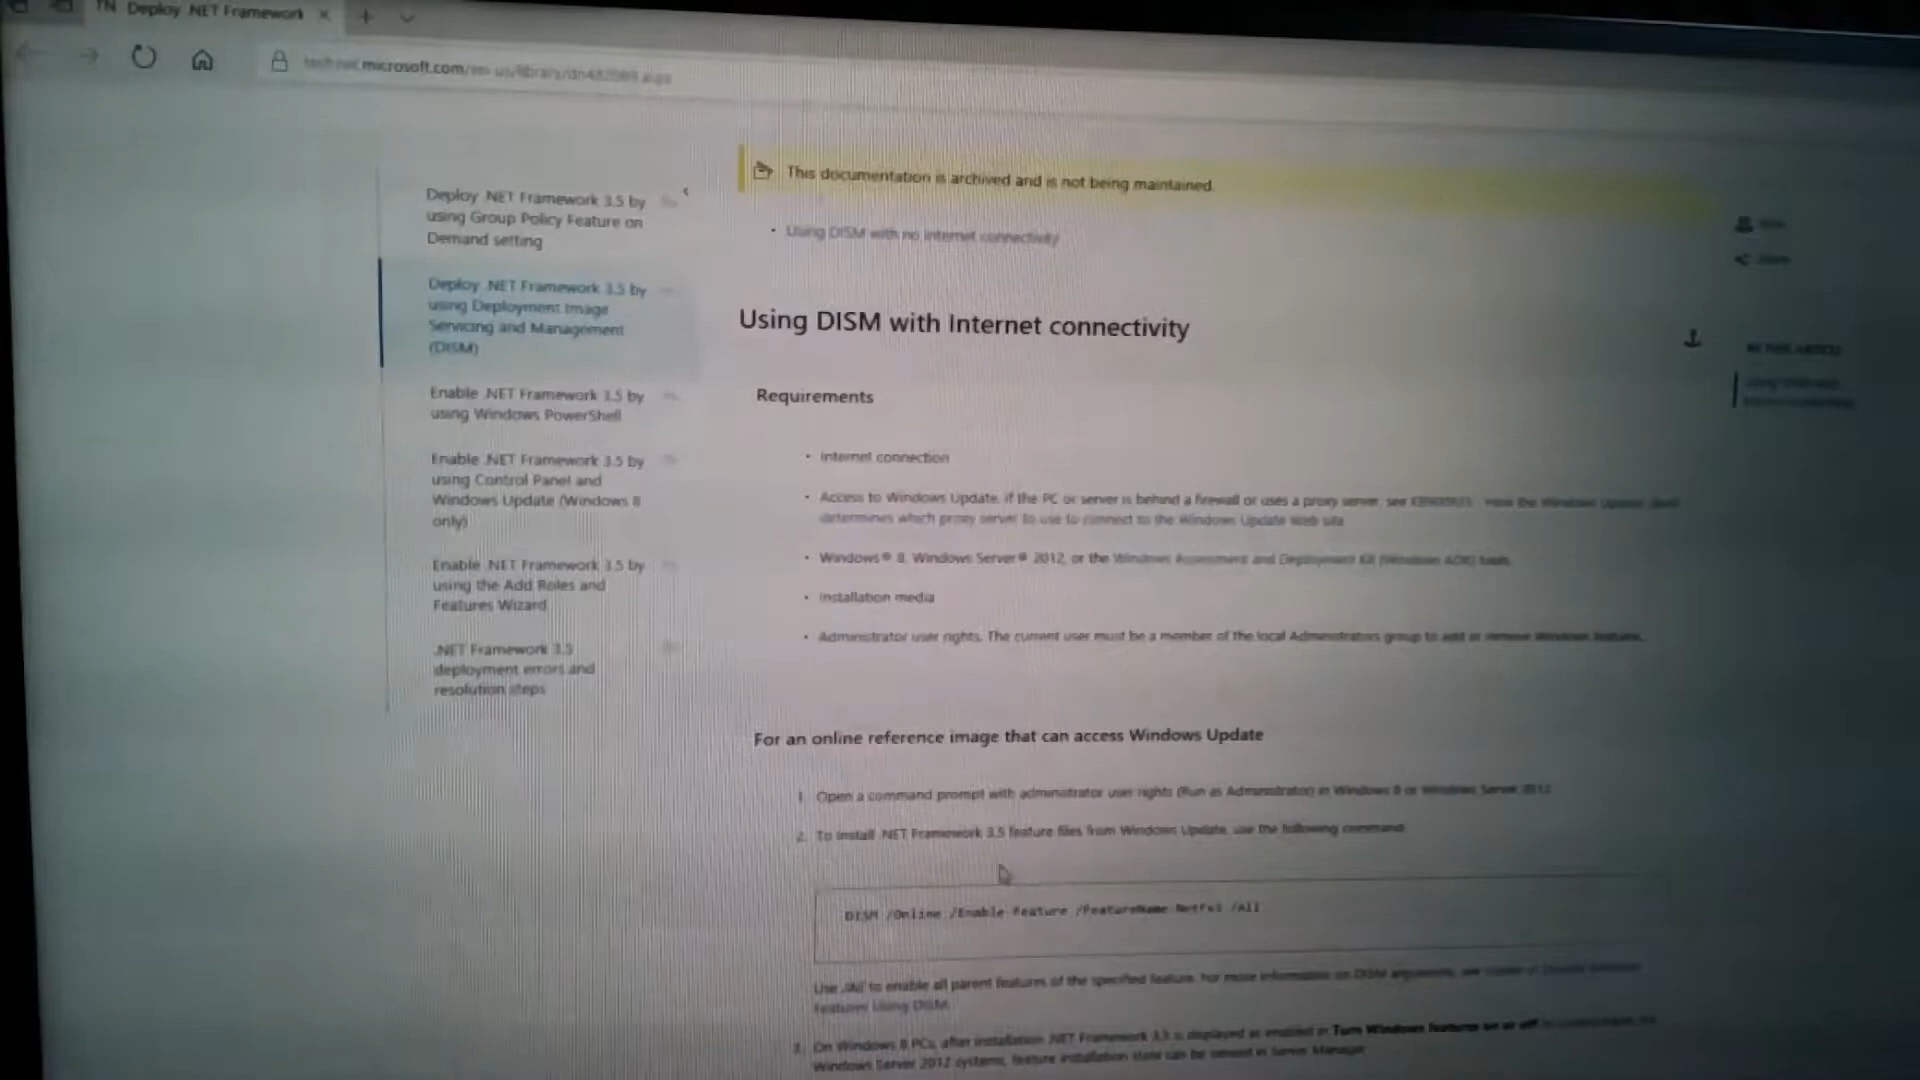 TN Deploy .NET Framework
microsoft.com/en-us/library/
This documentation is archived and is not being maintained.
Deploy .NET Framework 3.5 by
using Group Policy Feature on
Demand setting
Using DISM with no Internet connectivity
Deploy .NET Framework 3.5 by
using Deployment Image
Servicing and Management
(DISM)
Enable .NET Framework 3.5 by
using Windows PowerShell
Enable .NET Framework 3.5 by
using Control Panel and
Windows Update (Windows 8
only)
Enable .NET Framework 3.5 by
using the Add Roles and
Features Wizard
.NET Framework 3.5
deployment errors and
resolution steps
Using DISM with Internet connectivity
Requirements
Internet connection
Access to Windows Update. If the PC or server is behind a firewall or uses a proxy server, see How the Windows Update client
determines which proxy server to use to connect to the Windows Update Web site
Windows® 8, Windows Server® 2012, or the Windows Assessment and Deployment Kit (Windows ADK) tools.
Installation media
Administrator user rights. The current user must be a member of the local Administrators group to add or remove Windows features.
For an online reference image that can access Windows Update
1. Open a command prompt with administrator user rights (Run as Administrator) in Windows 8 or Windows Server 2012.
2. To install .NET Framework 3.5 feature files from Windows Update, use the following command
DISM /Online /Enable-Feature /FeatureName:NetFx3 /All
Use /All to enable all parent features of the specified feature. For more information on DISM arguments, see
Features Using DISM.
3. On Windows 8 PCs, after installation .NET Framework 3.5 is displayed as enabled in Turn Windows features on or off
Windows Server 2012 systems, feature installation state can be viewed in Server Manager.
Share
IN THIS ARTICLE